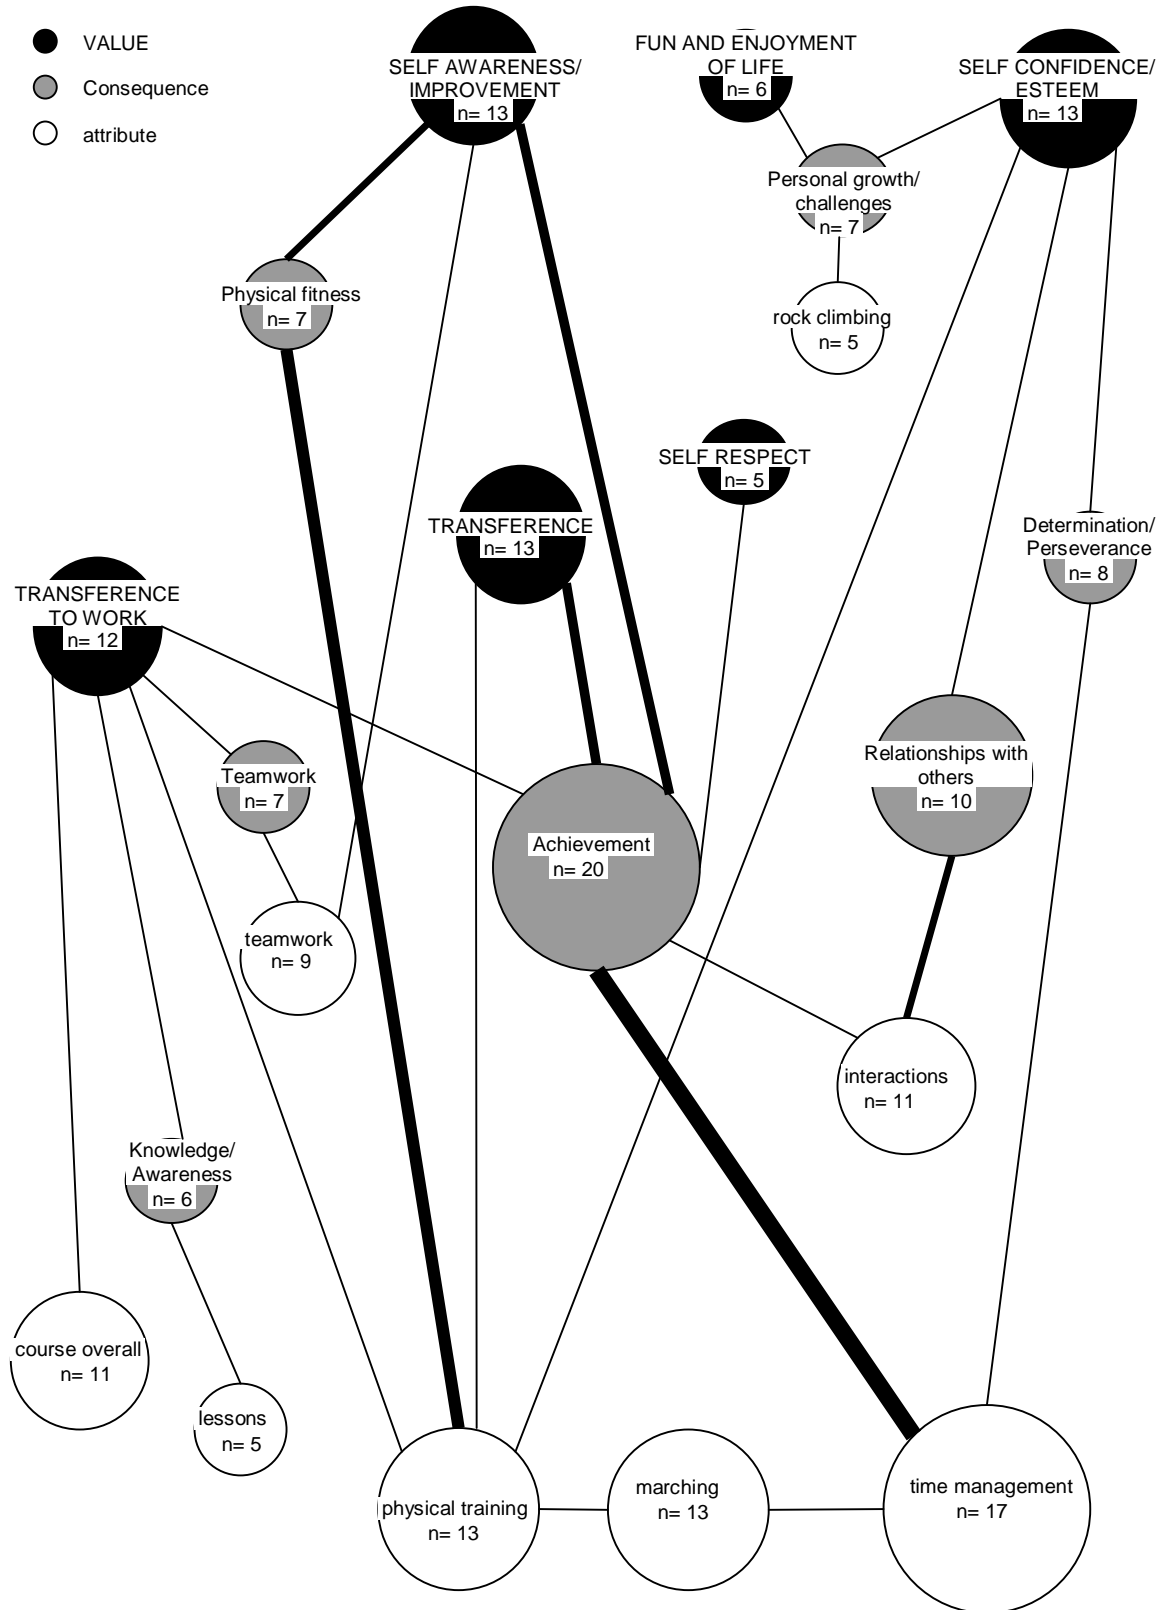 VALUE
Consequence
attribute
SELF AWARENESS/
IMPROVEMENT
n= 13
FUN AND ENJOYMENT
OF LIFE
n= 6
SELF CONFIDENCE/
ESTEEM
n= 13
Personal growth/
challenges
n= 7
Physical fitness
n= 7
rock climbing
n= 5
SELF RESPECT
n= 5
TRANSFERENCE
n= 13
Determination/
Perseverance
n= 8
TRANSFERENCE
TO WORK
n= 12
Teamwork
n= 7
Relationships with
others
n= 10
Achievement
n= 20
teamwork
n= 9
interactions
n= 11
Knowledge/
Awareness
n= 6
course overall
n= 11
lessons
n= 5
physical training
n= 13
marching
n= 13
time management
n= 17